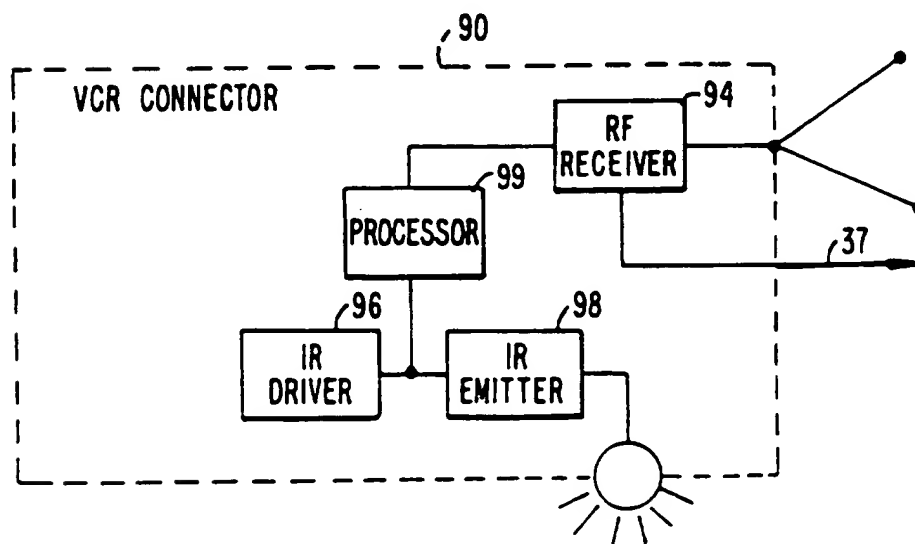 90
VCR CONNECTOR
94
RF
RECEIVER
99
PROCESSOR
37
96
IR
DRIVER
98
IR
EMITTER